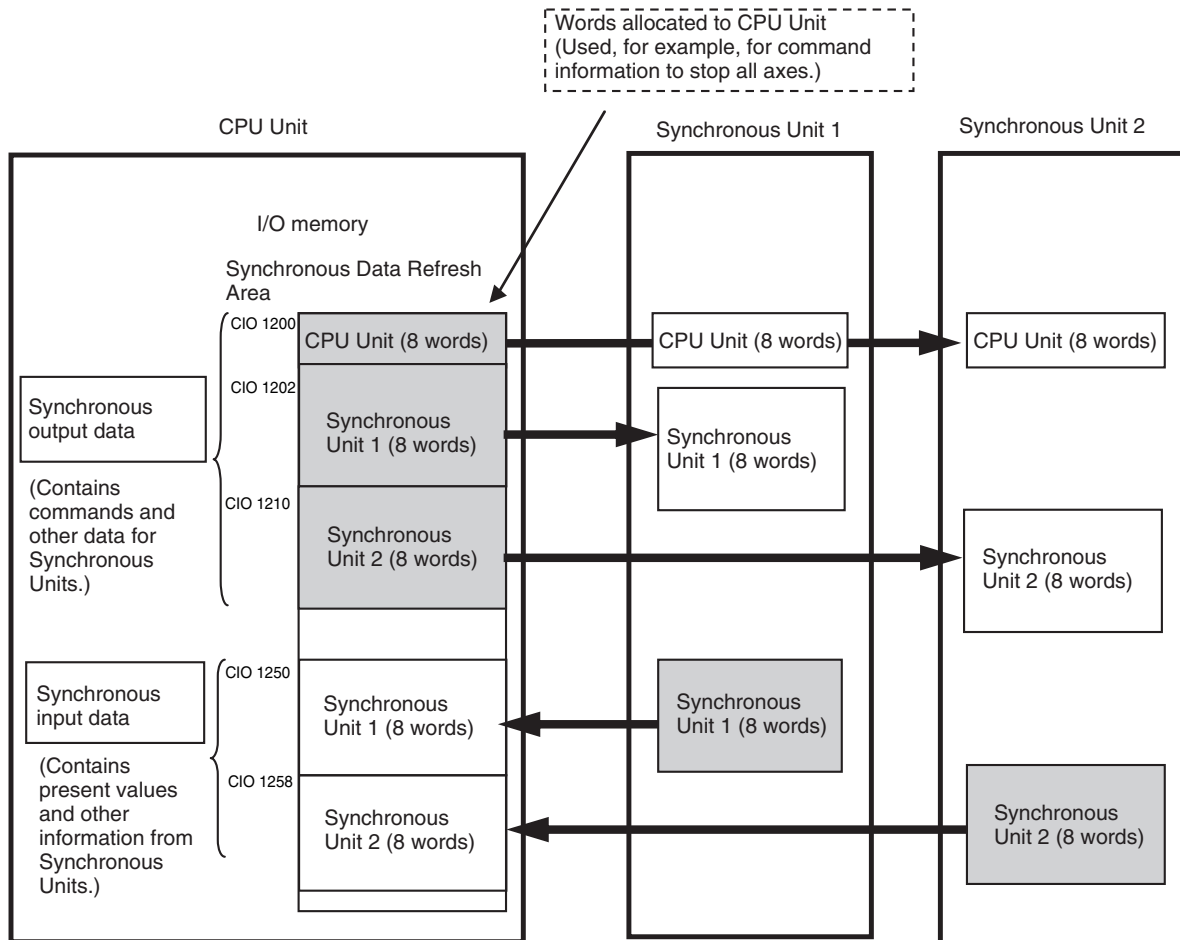 Words allocated to CPU Unit
(Used, for example, for command
information to stop all axes.)
CPU Unit
Synchronous Unit 1
Synchronous Unit 2
I/O memory
Synchronous Data Refresh
Area
CIO 1200
CPU Unit (8 words)
CPU Unit (8 words)
CPU Unit (8 words)
CIO 1202
Synchronous
output data
Synchronous
Unit 1 (8 words)
Synchronous
Unit 1 (8 words)
(Contains
commands and
other data for
Synchronous
Units.)
CIO 1210
Synchronous
Unit 2 (8 words)
Synchronous
Unit 2 (8 words)
CIO 1250
Synchronous
input data
Synchronous
Unit 1 (8 words)
Synchronous
Unit 1 (8 words)
(Contains
present values
and other
information from
Synchronous
Units.)
CIO 1258
Synchronous
Unit 2 (8 words)
Synchronous
Unit 2 (8 words)